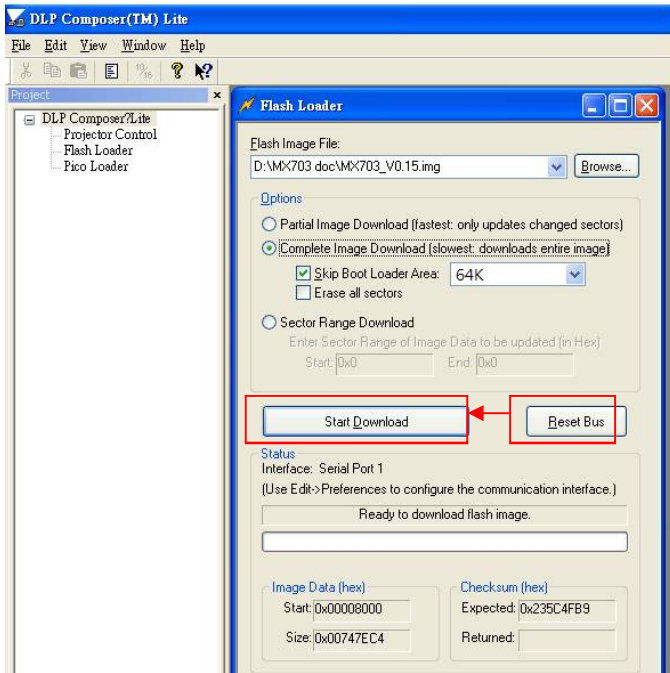 DLP Composer(TM) Lite
File Edit View Window Help
Project
DLP Composer?Lite
Projector Control
Flash Loader
Pico Loader
Flash Loader
Flash Image File:
D:\MX703 doc\MX703_V0.15.img
Browse...
Options
Partial Image Download (fastest: only updates changed sectors)
Complete Image Download (slowest: downloads entire image)
Skip Boot Loader Area: 64K
Erase all sectors
Sector Range Download
Enter Sector Range of Image Data to be updated (in Hex)
Start: 0x0 End: 0x0
Start Download Reset Bus
Status
Interface: Serial Port 1
(Use Edit->Preferences to configure the communication interface.)
Ready to download flash image.
Image Data (hex)
Start: 0x00008000
Size: 0x00747EC4
Checksum (hex)
Expected: 0x235C4FB9
Returned: